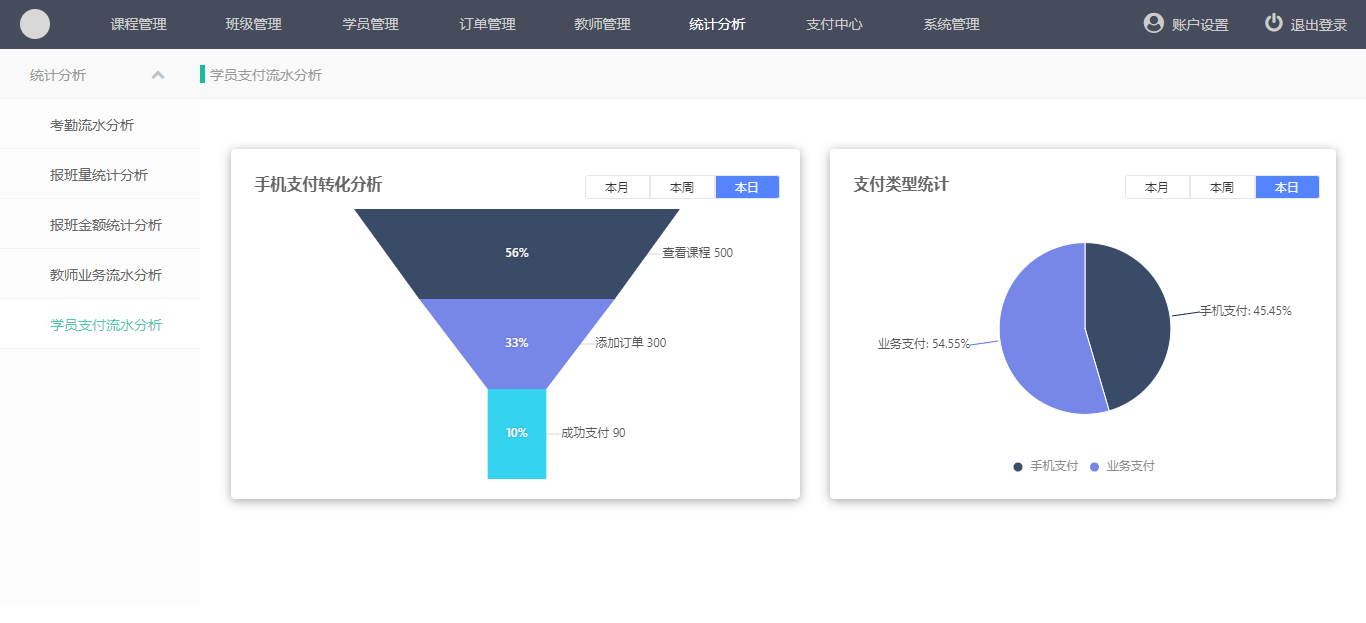 课程管理 班级管理 学员管理 订单管理 教师管理 统计分析 支付中心 系统管理 账户设置 退出登录
统计分析
学员支付流水分析
考勤流水分析
报班量统计分析
报班金额统计分析
教师业务流水分析
学员支付流水分析
手机支付转化分析
本月 本周 本日
56% 查看课程 500
33% 添加订单 300
10% 成功支付 90
支付类型统计
本月 本周 本日
手机支付: 45.45%
业务支付: 54.55%
手机支付 业务支付